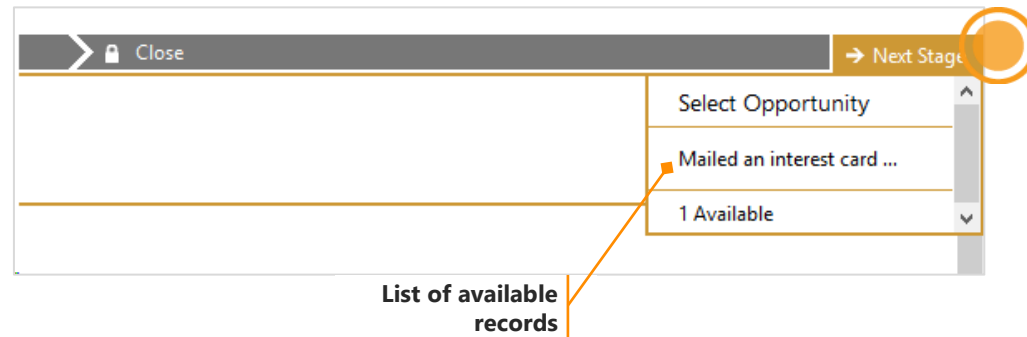 Close
→ Next Stage
Select Opportunity
Mailed an interest card ...
1 Available
List of available
records